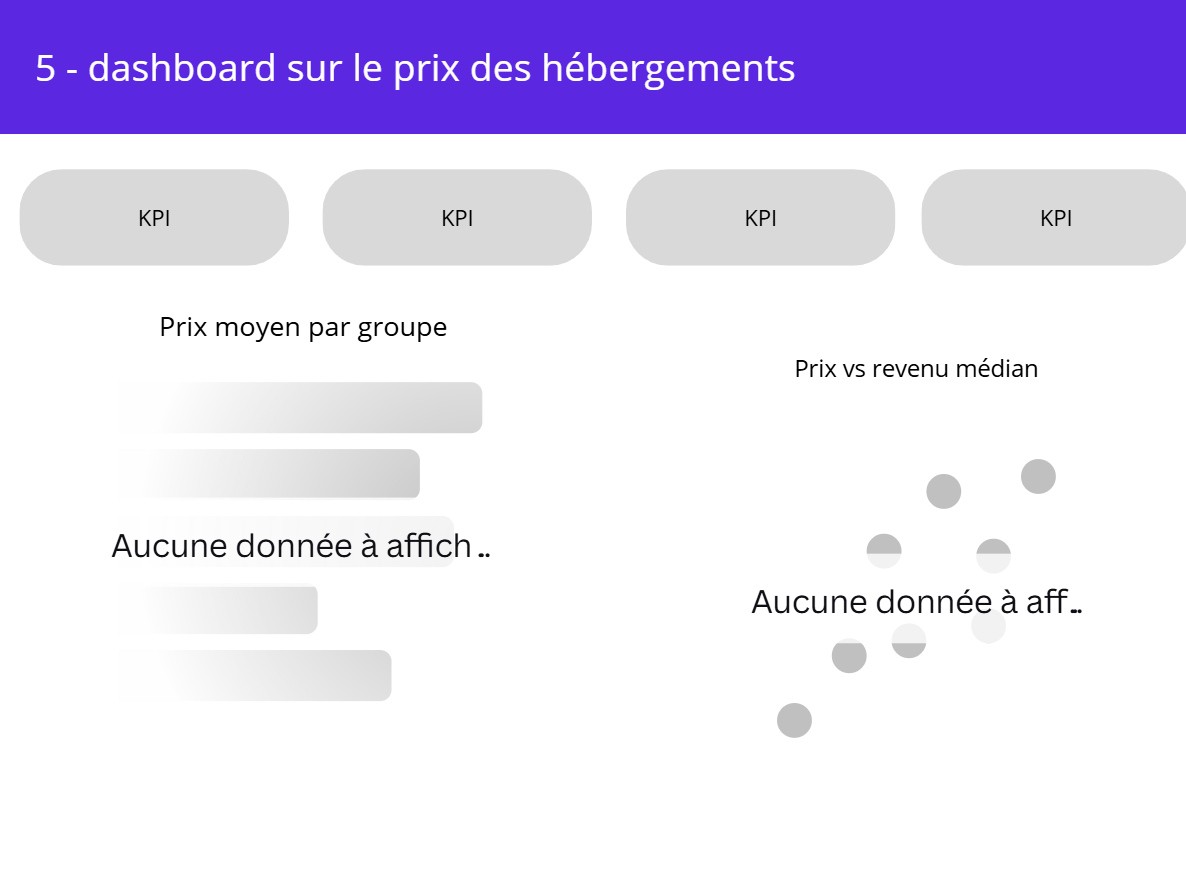 5 - dashboard sur le prix des hébergements
KPI
KPI
KPI
KPI
Prix moyen par groupe
Prix vs revenu médian
Aucune donnée à affich...
Aucune donnée à aff...